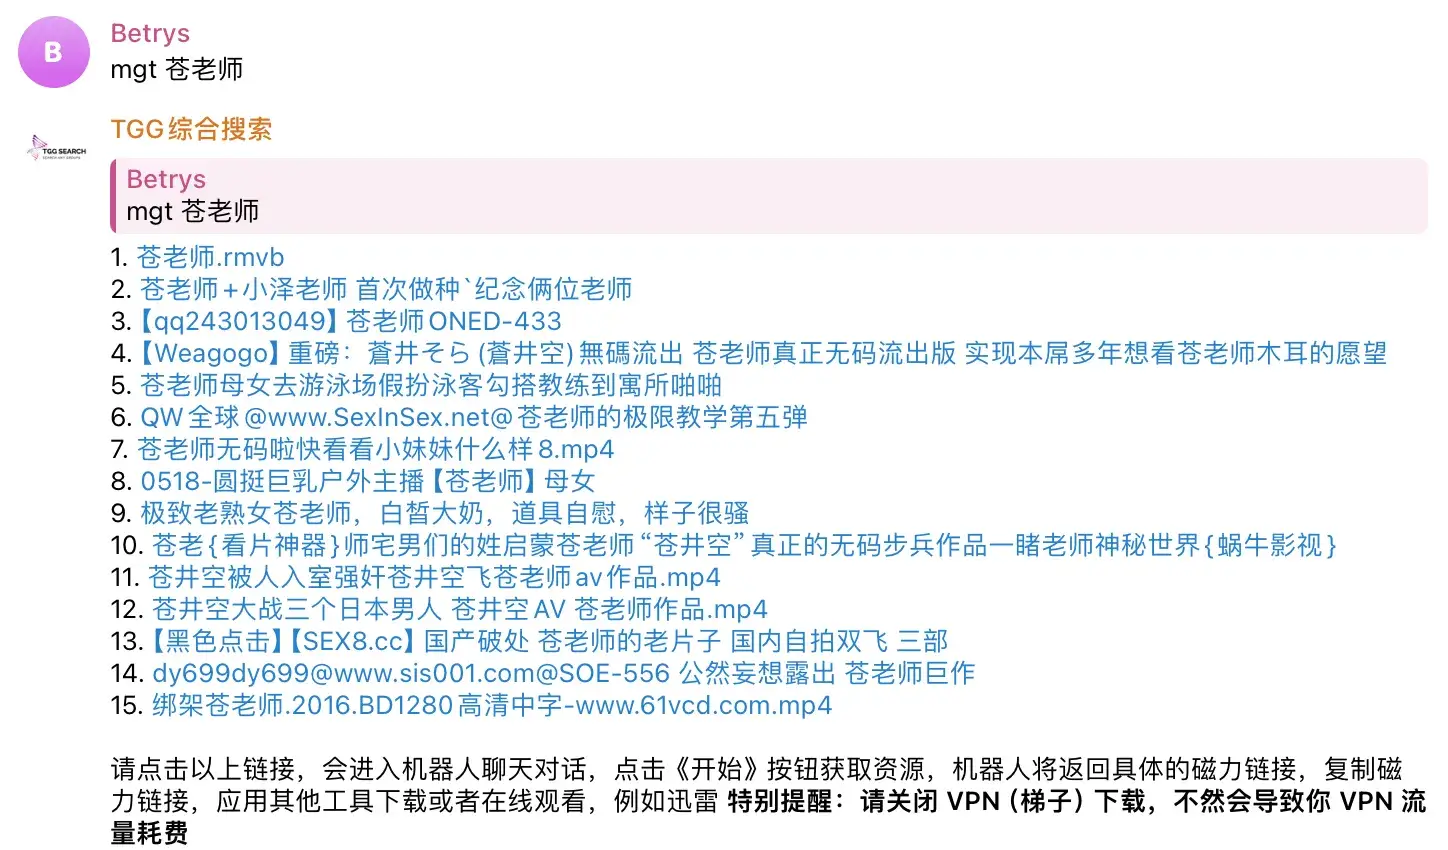 B
Betrys
mgt 苍老师
TGG综合搜索
TGG SEARCH
Betrys
mgt 苍老师
1. 苍老师.rmvb
2. 苍老师+小泽老师 首次做种`纪念俩位老师
3.【qq243013049】苍老师ONED-433
4.【Weagogo】重磅：蒼井そら(蒼井空)無碼流出 苍老师真正无码流出版 实现本屌多年想看苍老师木耳的愿望
5. 苍老师母女去游泳场假扮泳客勾搭教练到寓所啪啪
6. QW全球@www.SexInSex.net@苍老师的极限教学第五弹
7. 苍老师无码啦快看看小妹妹什么样8.mp4
8. 0518-圆挺巨乳户外主播【苍老师】母女
9. 极致老熟女苍老师，白皙大奶，道具自慰，样子很骚
10. 苍老{看片神器}师宅男们的姓启蒙苍老师“苍井空”真正的无码步兵作品一睹老师神秘世界{蜗牛影视}
11. 苍井空被人入室强奸苍井空飞苍老师av作品.mp4
12. 苍井空大战三个日本男人 苍井空AV 苍老师作品.mp4
13.【黑色点击】【SEX8.cc】国产破处 苍老师的老片子 国内自拍双飞 三部
14. dy699dy699@www.sis001.com@SOE-556 公然妄想露出 苍老师巨作
15. 绑架苍老师.2016.BD1280高清中字-www.61vcd.com.mp4
请点击以上链接，会进入机器人聊天对话，点击《开始》按钮获取资源，机器人将返回具体的磁力链接，复制磁
力链接，应用其他工具下载或者在线观看，例如迅雷 特别提醒：请关闭 VPN（梯子）下载，不然会导致你 VPN 流
量耗费